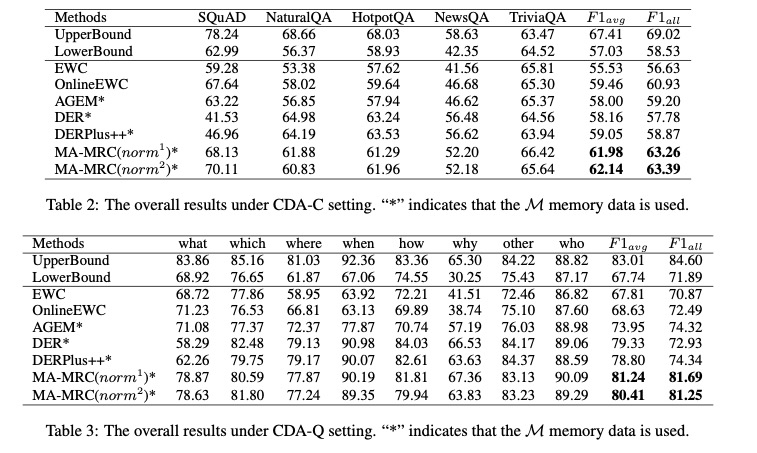 Methods SQuAD NaturalQA HotpotQA NewsQA TriviaQA F1avg F1all
UpperBound 78.24 68.66 68.03 58.63 63.47 67.41 69.02
LowerBound 62.99 56.37 58.93 42.35 64.52 57.03 58.53
EWC 59.28 53.38 57.62 41.56 65.81 55.53 56.63
OnlineEWC 67.64 58.02 59.64 46.68 65.30 59.46 60.93
AGEM* 63.22 56.85 57.94 46.62 65.37 58.00 59.20
DER* 41.53 64.98 63.24 56.48 64.56 58.16 57.78
DERPlus++* 46.96 64.19 63.53 56.62 63.94 59.05 58.87
MA-MRC(norm¹)* 68.13 61.88 61.29 52.20 66.42 61.98 63.26
MA-MRC(norm²)* 70.11 60.83 61.96 52.18 65.64 62.14 63.39
Table 2: The overall results under CDA-C setting. “*” indicates that the M memory data is used.
Methods what which where when how why other who F1avg F1all
UpperBound 83.86 85.16 81.03 92.36 83.36 65.30 84.22 88.82 83.01 84.60
LowerBound 68.92 76.65 61.87 67.06 74.55 30.25 75.43 87.17 67.74 71.89
EWC 68.72 77.86 58.95 63.92 72.21 41.51 72.46 86.82 67.81 70.87
OnlineEWC 71.23 76.53 66.81 63.13 69.89 38.74 75.10 87.60 68.63 72.49
AGEM* 71.08 77.37 72.37 77.87 70.74 57.19 76.03 88.98 73.95 74.32
DER* 58.29 82.48 79.13 90.98 84.03 66.53 84.17 89.06 79.33 72.93
DERPlus++* 62.26 79.75 79.17 90.07 82.61 63.63 84.37 88.59 78.80 74.34
MA-MRC(norm¹)* 78.87 80.59 77.87 90.19 81.81 67.36 83.13 90.09 81.24 81.69
MA-MRC(norm²)* 78.63 81.80 77.24 89.35 79.94 63.83 83.23 89.29 80.41 81.25
Table 3: The overall results under CDA-Q setting. “*” indicates that the M memory data is used.